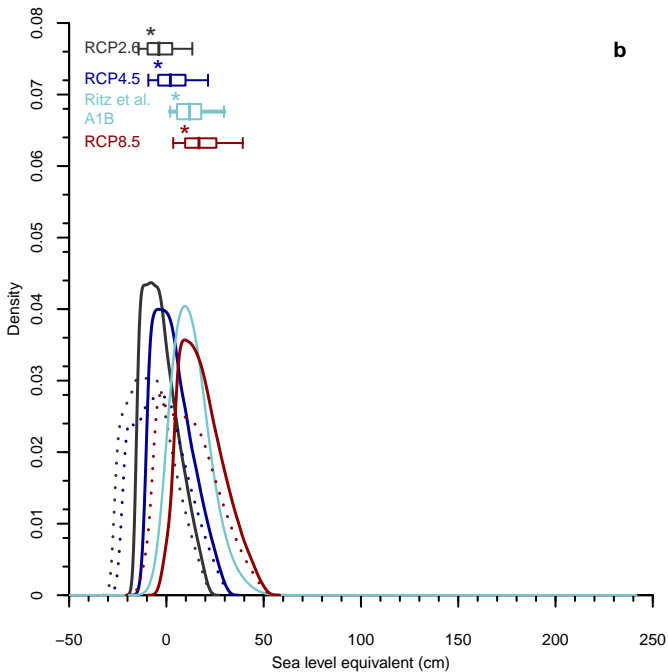 b
* 
RCP2.6
*
RCP4.5
*
Ritz et al.
A1B
*
RCP8.5
Density
0.08
0.07
0.06
0.05
0.04
0.03
0.02
0.01
0
−50 0 50 100 150 200 250
Sea level equivalent (cm)